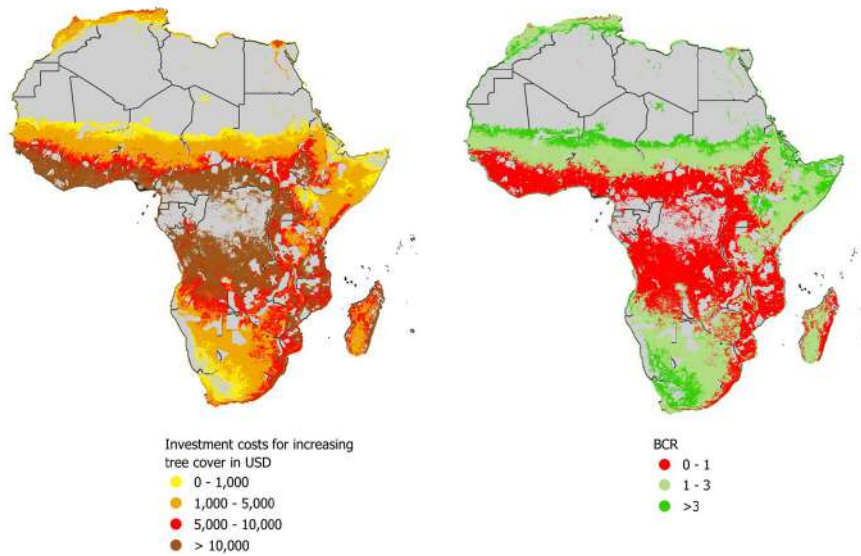 Investment costs for increasing
tree cover in USD
0 - 1,000
1,000 - 5,000
5,000 - 10,000
> 10,000
BCR
0 - 1
1 - 3
>3